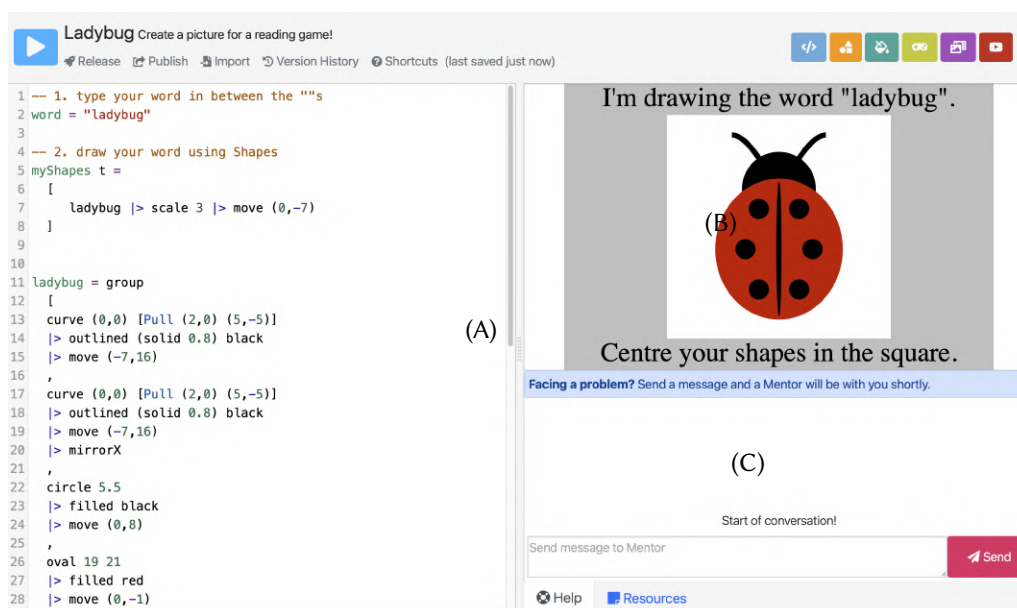 Ladybug Create a picture for a reading game!
Release Publish Import Version History Shortcuts (last saved just now)
1 -- 1. type your word in between the ""s
2 word = "ladybug"
3
4 -- 2. draw your word using Shapes
5 myShapes t =
6 [
7 ladybug |> scale 3 |> move (0,-7)
8 ]
9
10
11 ladybug = group
12 [
13 curve (0,0) [Pull (2,0) (5,-5)]
14 |> outlined (solid 0.8) black
15 |> move (-7,16)
16 ,
17 curve (0,0) [Pull (2,0) (5,-5)]
18 |> outlined (solid 0.8) black
19 |> move (-7,16)
20 |> mirrorX
21 ,
22 circle 5.5
23 |> filled black
24 |> move (0,8)
25 ,
26 oval 19 21
27 |> filled red
28 |> move (0,-1)
(A)
I'm drawing the word "ladybug".
(B)
Centre your shapes in the square.
Facing a problem? Send a message and a Mentor will be with you shortly.
(C)
Start of conversation!
Send message to Mentor
Send
Help Resources